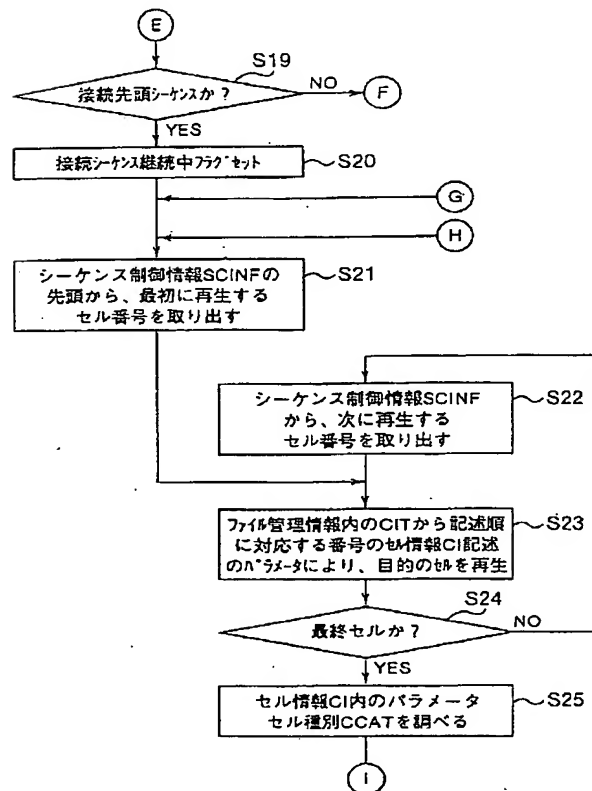 E
S19
接続先頭シーケンスか？
NO
F
YES
接続シーケンス継続中フラグセット
S20
G
H
S21
シーケンス制御情報SCINFの
先頭から、最初に再生する
セル番号を取り出す
シーケンス制御情報SCINF
から、次に再生する
セル番号を取り出す
S22
ファイル管理情報内のCITから記述順
に対応する番号のセル情報CI記述
のパラメータにより、目的のセルを再生
S23
S24
最終セルか？
NO
YES
セル情報CI内のパラメータ
セル種別CCATを調べる
S25
I